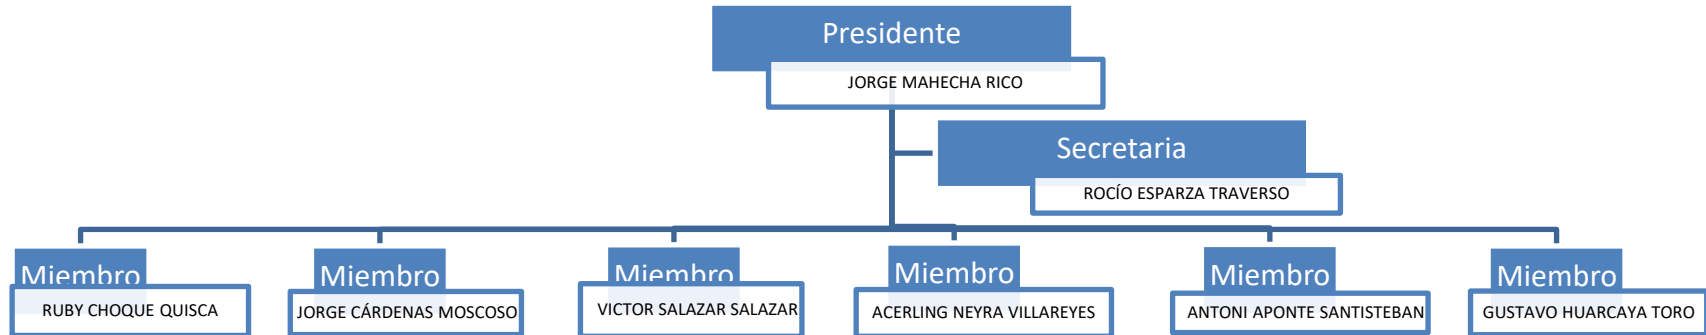 Presidente
JORGE MAHECHA RICO
Secretaria
ROCÍO ESPARZA TRAVERSO
Miembro
RUBY CHOQUE QUISCA
Miembro
JORGE CÁRDENAS MOSCOSO
Miembro
VICTOR SALAZAR SALAZAR
Miembro
ACERLING NEYRA VILLAREYES
Miembro
ANTONI APONTE SANTISTEBAN
Miembro
GUSTAVO HUARCAYA TORO